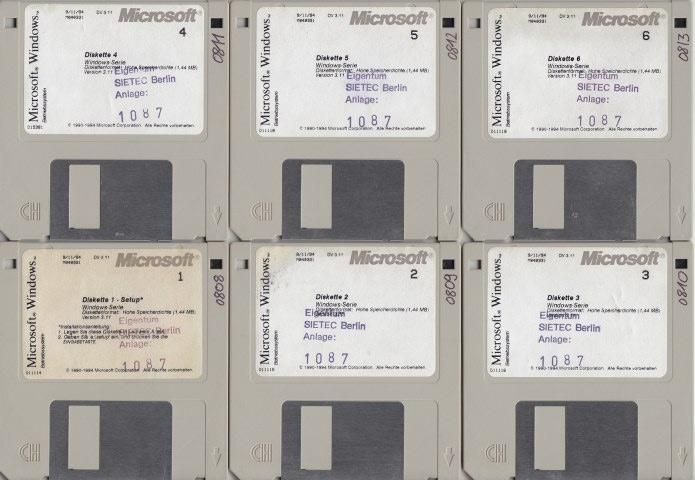 9/11/94 DV 3.11 Microsoft®
4
Microsoft® Windows™
Betriebssystem
Diskette 4
Windows-Serie
Diskettenformat: Hohe Speicherdichte (1,44 MB)
Version 3.11
Eigentum
SIETEC Berlin
Anlage:
1087
© 1990-1994 Microsoft Corporation. Alle Rechte vorbehalten.
0811
9/11/94 DV 3.11 Microsoft®
5
Microsoft® Windows™
Betriebssystem
Diskette 5
Windows-Serie
Diskettenformat: Hohe Speicherdichte (1,44 MB)
Version 3.11
Eigentum
SIETEC Berlin
Anlage:
1087
011118
© 1990-1994 Microsoft Corporation. Alle Rechte vorbehalten.
0812
9/11/94 DV 3.11 Microsoft®
6
Microsoft® Windows™
Betriebssystem
Diskette 6
Windows-Serie
Diskettenformat: Hohe Speicherdichte (1,44 MB)
Version 3.11
Eigentum
SIETEC Berlin
Anlage:
1087
011118
© 1990-1994 Microsoft Corporation. Alle Rechte vorbehalten.
0813
9/11/94 DV 3.11 Microsoft®
1
Microsoft® Windows™
Betriebssystem
Diskette 1 - Setup*
Windows-Serie
Diskettenformat: Hohe Speicherdichte (1,44 MB)
Version 3.11
*Installationsanleitung:
1. Legen Sie diese
2. Geben Sie a:setup ein, und drücken Sie die
EINGABETASTE.
Eigentum
SIETEC Berlin
Anlage:
1087
011114
© 1990-1994 Microsoft Corporation. Alle Rechte vorbehalten.
0808
9/11/94 DV 3.11 Microsoft®
2
Microsoft® Windows™
Betriebssystem
Diskette 2
Windows-Serie
Diskettenformat: Hohe Speicherdichte (1,44 MB)
Eigentum
SIETEC Berlin
Anlage:
1087
© 1990-1994 Microsoft Corporation. Alle Rechte vorbehalten.
0809
9/11/94 DV 3.11 Microsoft®
3
Microsoft® Windows™
Betriebssystem
Diskette 3
Windows-Serie
Diskettenformat: Hohe Speicherdichte (1,44 MB)
Eigentum
SIETEC Berlin
Anlage:
1087
© 1990-1994 Microsoft Corporation. Alle Rechte vorbehalten.
0810